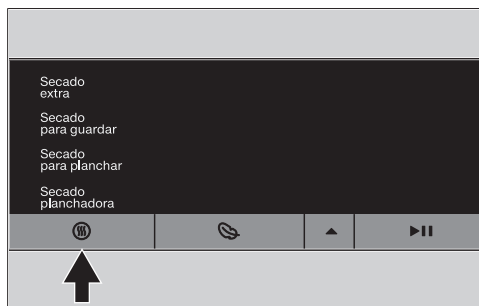 Secado
extra
Secado
para guardar
Secado
para planchar
Secado
planchadora